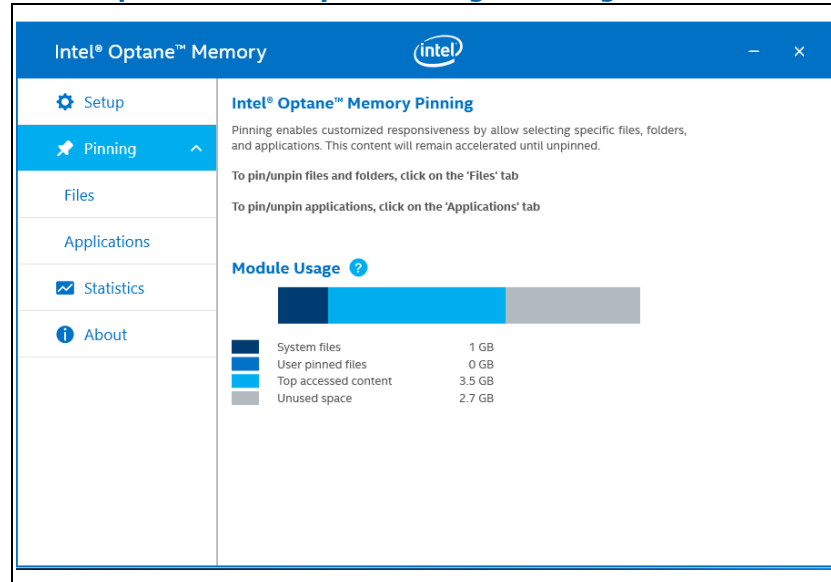 Intel® Optane™ Memory
intel
Setup
Pinning
Files
Applications
Statistics
About
Intel® Optane™ Memory Pinning
Pinning enables customized responsiveness by allow selecting specific files, folders,
and applications. This content will remain accelerated until unpinned.
To pin/unpin files and folders, click on the 'Files' tab
To pin/unpin applications, click on the 'Applications' tab
Module Usage ?
System files 1 GB
User pinned files 0 GB
Top accessed content 3.5 GB
Unused space 2.7 GB